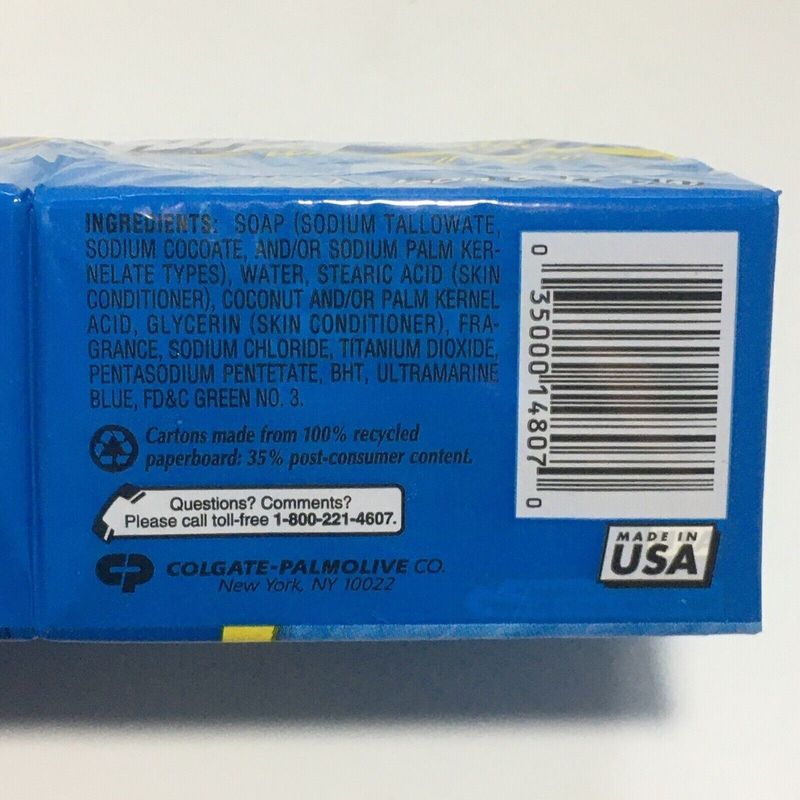 INGREDIENTS: SOAP (SODIUM TALLOWATE,
SODIUM COCOATE, AND/OR SODIUM PALM KER-
NELATE TYPES), WATER, STEARIC ACID (SKIN
CONDITIONER), COCONUT AND/OR PALM KERNEL
ACID, GLYCERIN (SKIN CONDITIONER), FRA-
GRANCE, SODIUM CHLORIDE, TITANIUM DIOXIDE,
PENTASODIUM PENTETATE, BHT, ULTRAMARINE
BLUE, FD&C GREEN NO. 3.
Cartons made from 100% recycled
paperboard: 35% post-consumer content.
Questions? Comments?
Please call toll-free 1-800-221-4607.
CP COLGATE-PALMOLIVE CO.
New York, NY 10022
0 35000 14807 0
MADE IN
USA